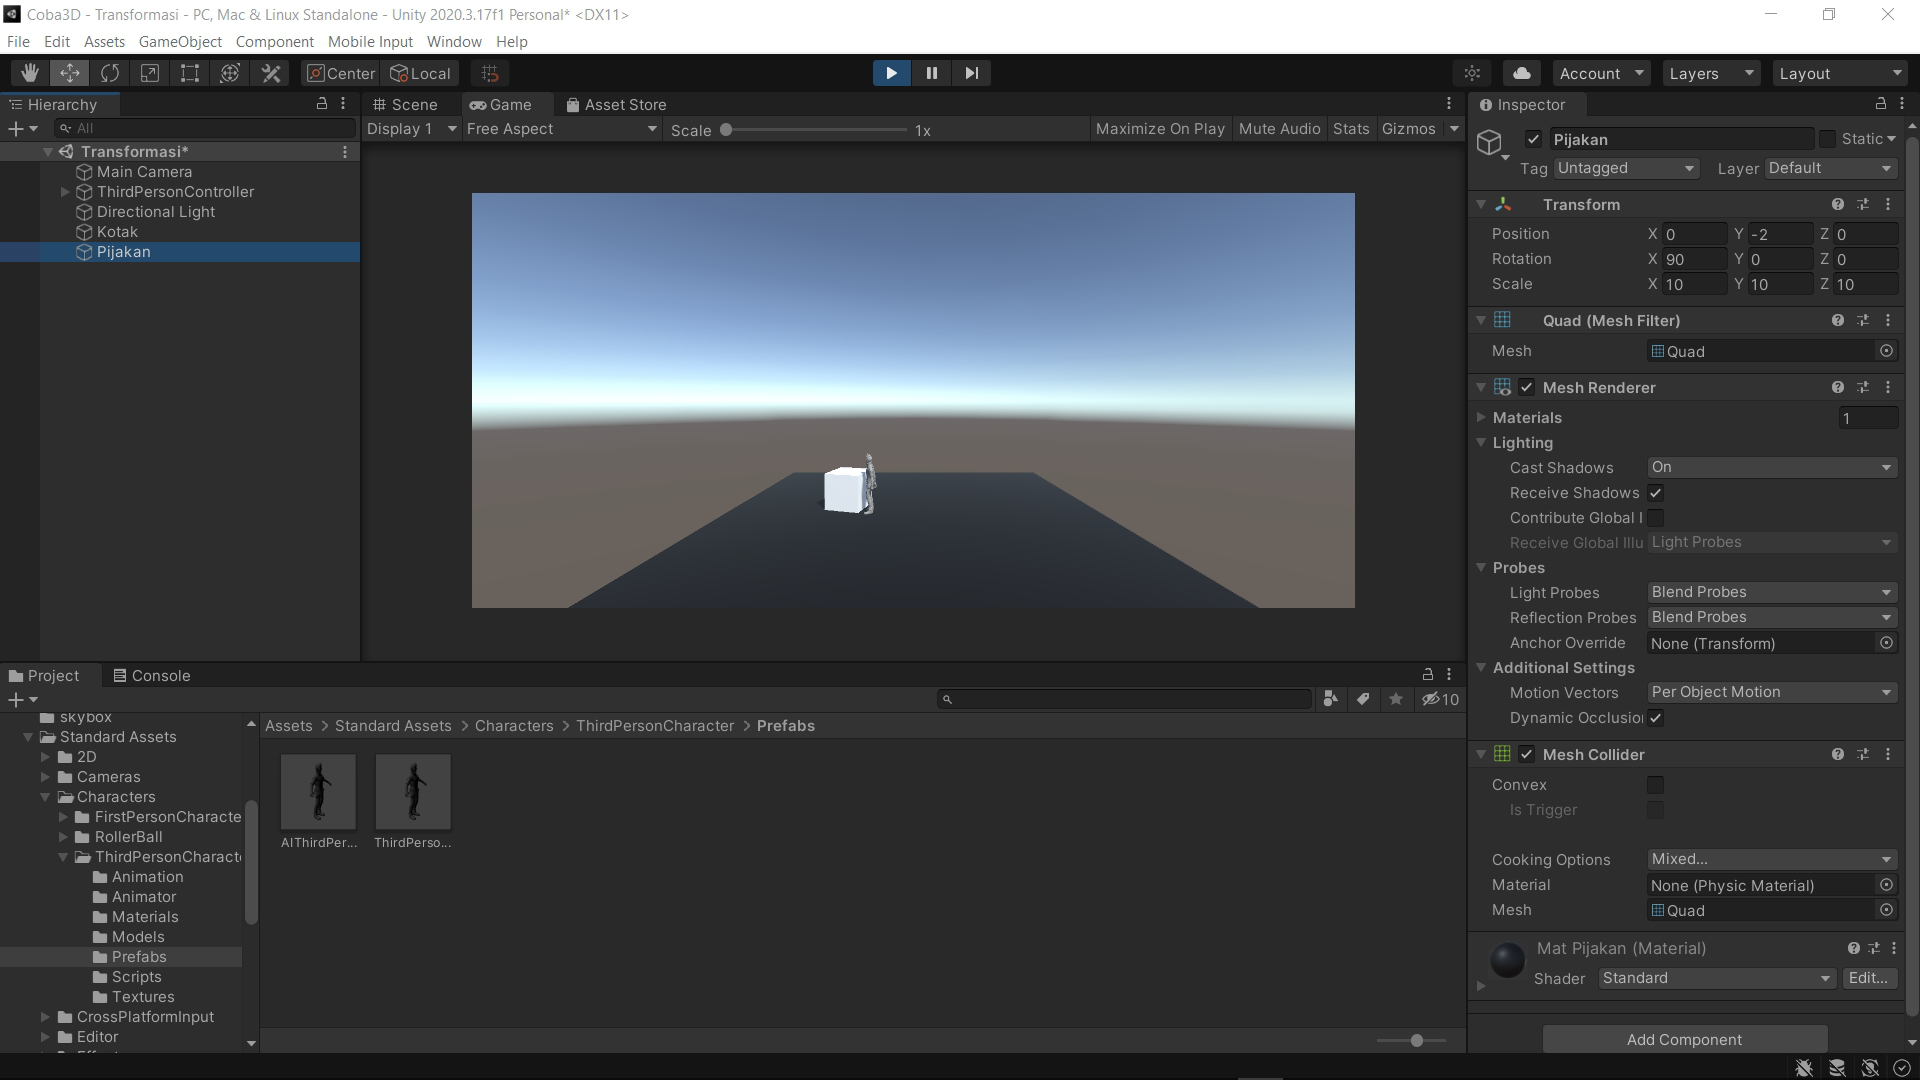 Coba3D - Transformasi - PC, Mac & Linux Standalone - Unity 2020.3.17f1 Personal* <DX11>
File Edit Assets GameObject Component Mobile Input Window Help
Center Local Account Layers Layout
Hierarchy
All
Transformasi*
Main Camera
ThirdPersonController
Directional Light
Kotak
Pijakan
Scene Game Asset Store
Display 1 Free Aspect Scale 1x Maximize On Play Mute Audio Stats Gizmos
Inspector
Pijakan Static
Tag Untagged Layer Default
Transform
Position X 0 Y -2 Z 0
Rotation X 90 Y 0 Z 0
Scale X 10 Y 10 Z 10
Quad (Mesh Filter)
Mesh Quad
Mesh Renderer
Materials 1
Lighting
Cast Shadows On
Receive Shadows
Contribute Global I
Receive Global Illu Light Probes
Probes
Light Probes Blend Probes
Reflection Probes Blend Probes
Anchor Override None (Transform)
Additional Settings
Motion Vectors Per Object Motion
Dynamic Occlusion
Mesh Collider
Convex
Is Trigger
Cooking Options Mixed...
Material None (Physic Material)
Mesh Quad
Mat Pijakan (Material)
Shader Standard Edit...
Add Component
Project Console
10
skybox
Standard Assets
2D
Cameras
Characters
FirstPersonCharacte
RollerBall
ThirdPersonCharact
Animation
Animator
Materials
Models
Prefabs
Scripts
Textures
CrossPlatformInput
Editor
Assets > Standard Assets > Characters > ThirdPersonCharacter > Prefabs
AIThirdPer... ThirdPerso...